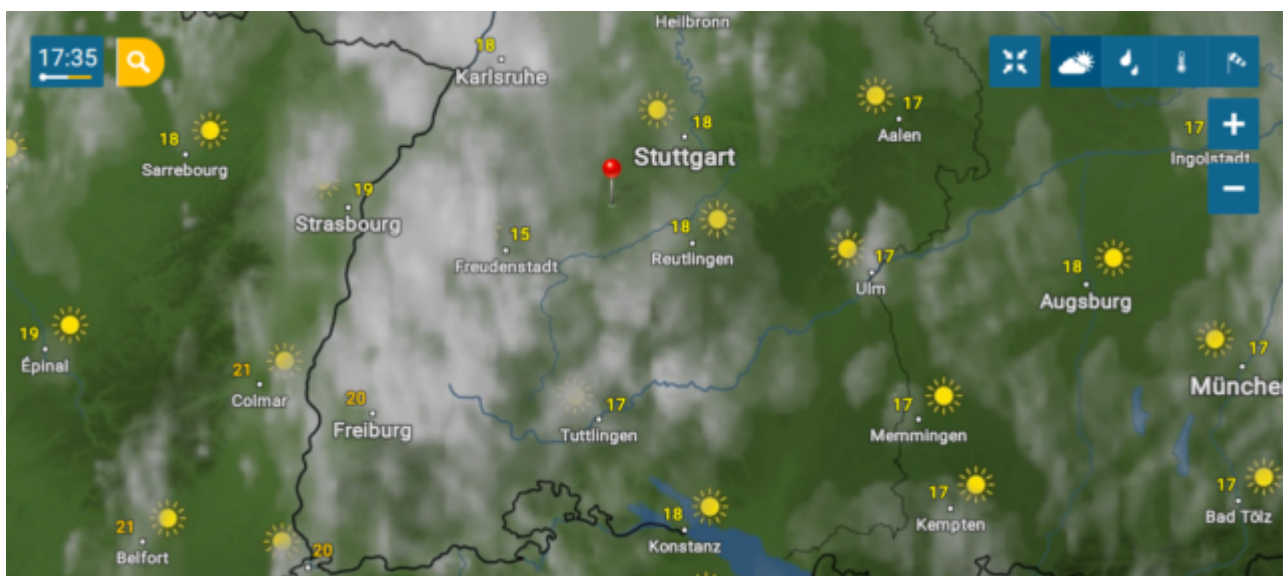 Heilbronn
17:35
18
Karlsruhe
18
Sarrebourg
18
Stuttgart
17
Aalen
17
Ingolstadt
+
−
19
Strasbourg
15
Freudenstadt
18
Reutlingen
17
Ulm
18
Augsburg
19
Épinal
21
Colmar
20
Freiburg
17
Tuttlingen
17
Memmingen
17
Münche
21
Belfort
20
18
Konstanz
17
Kempten
17
Bad Tölz